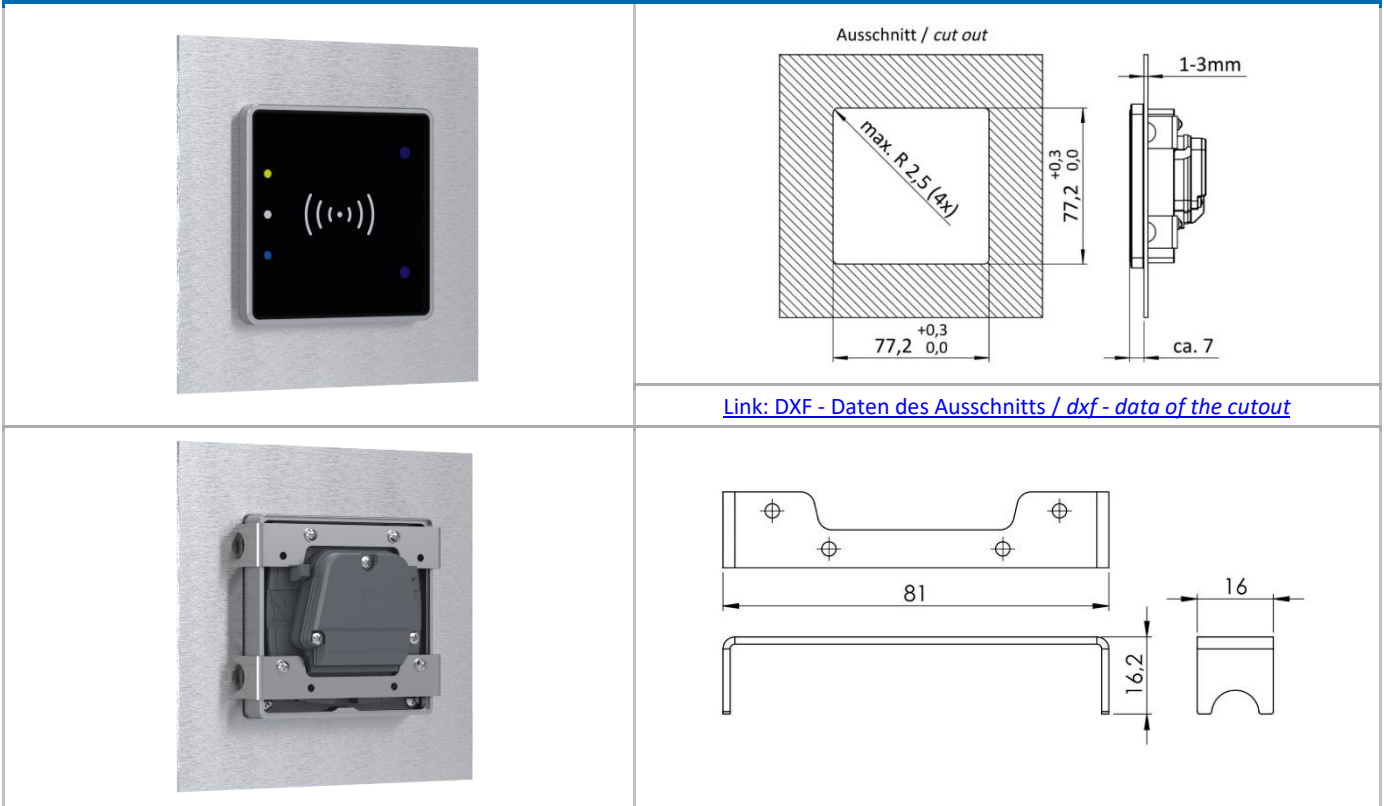 Ausschnitt / cut out
1-3mm
max. R 2,5 (4x)
+0,3
77,2 0,0
+0,3
77,2 0,0
ca. 7
Link: DXF - Daten des Ausschnitts / dxf - data of the cutout
81
16
16,2